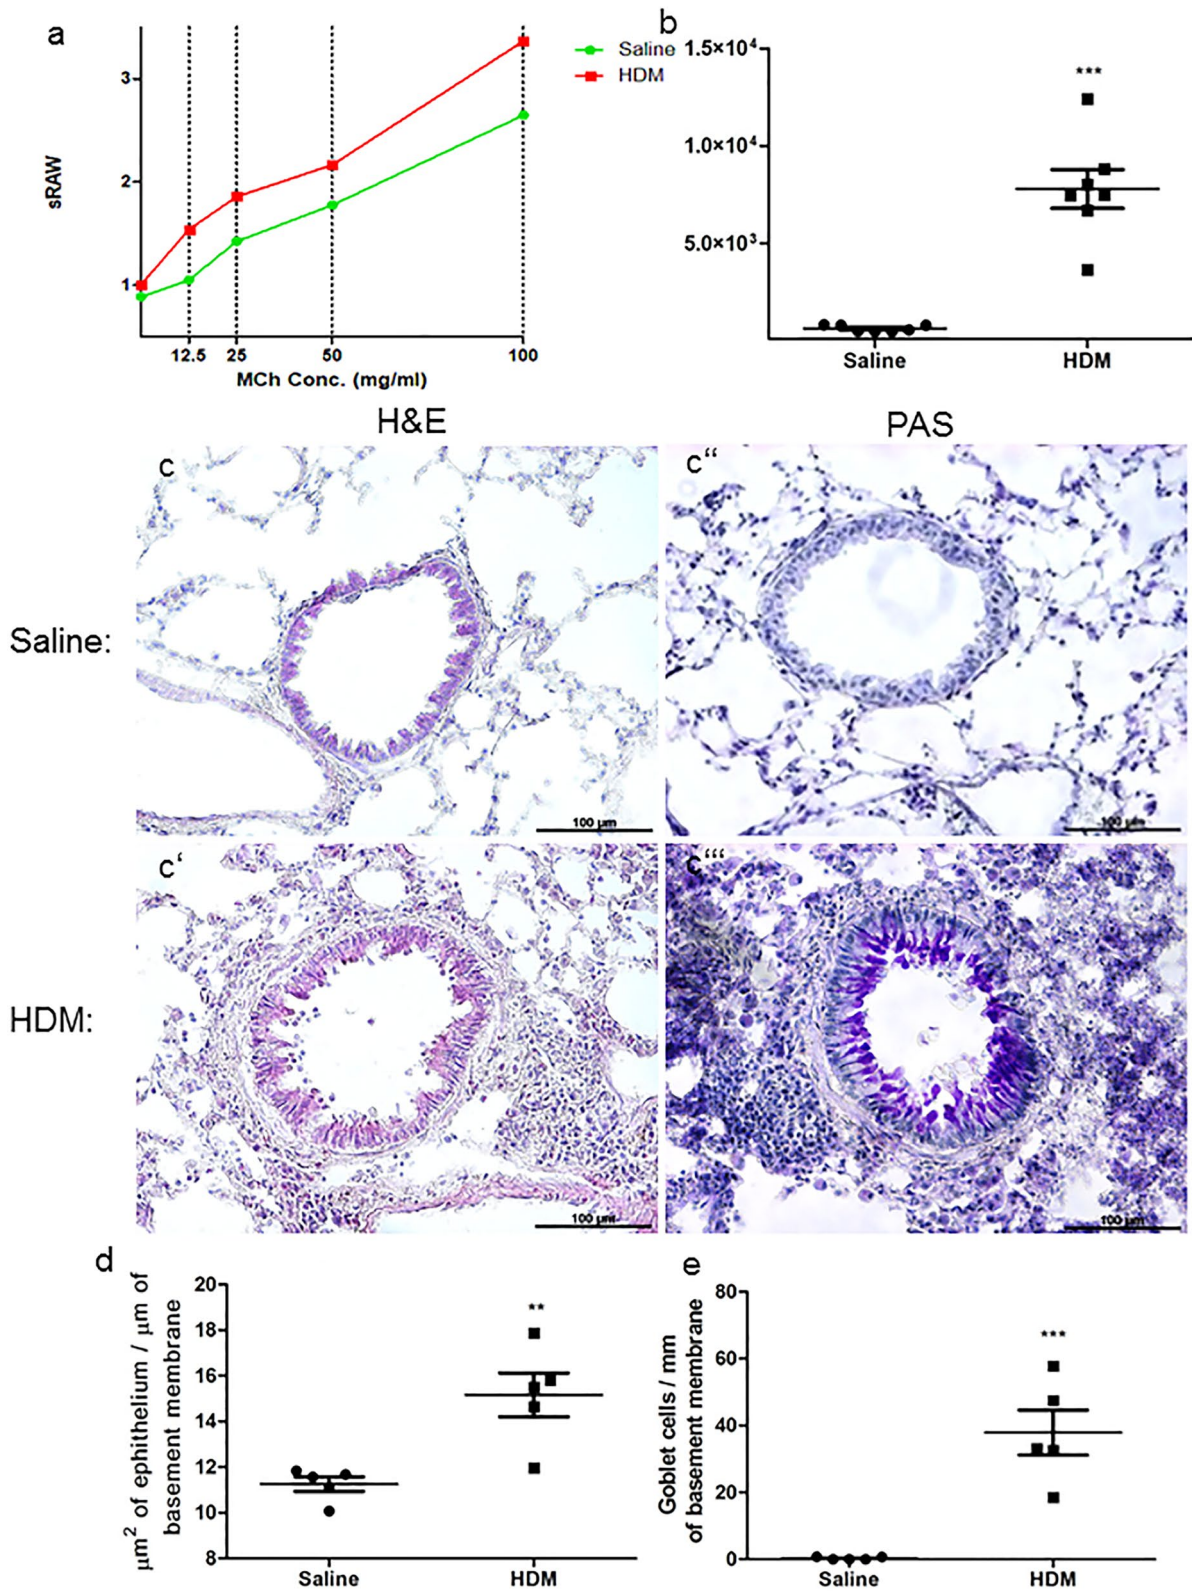 a
Saline
HDM
3
2
1
sRAW
12.5 25 50 100
MCh Conc. (mg/ml)
b
1.5×10⁴
1.0×10⁴
5.0×10³
***
Saline HDM
H&E PAS
Saline:
c
100 µm
c“
100 µm
HDM:
c‘
100 µm
c“‘
100 µm
d
µm² of ephithelium / µm of
basement membrane
20
18
16
14
12
10
8
**
Saline HDM
e
Goblet cells / mm
of basement membrane
80
60
40
20
0
***
Saline HDM